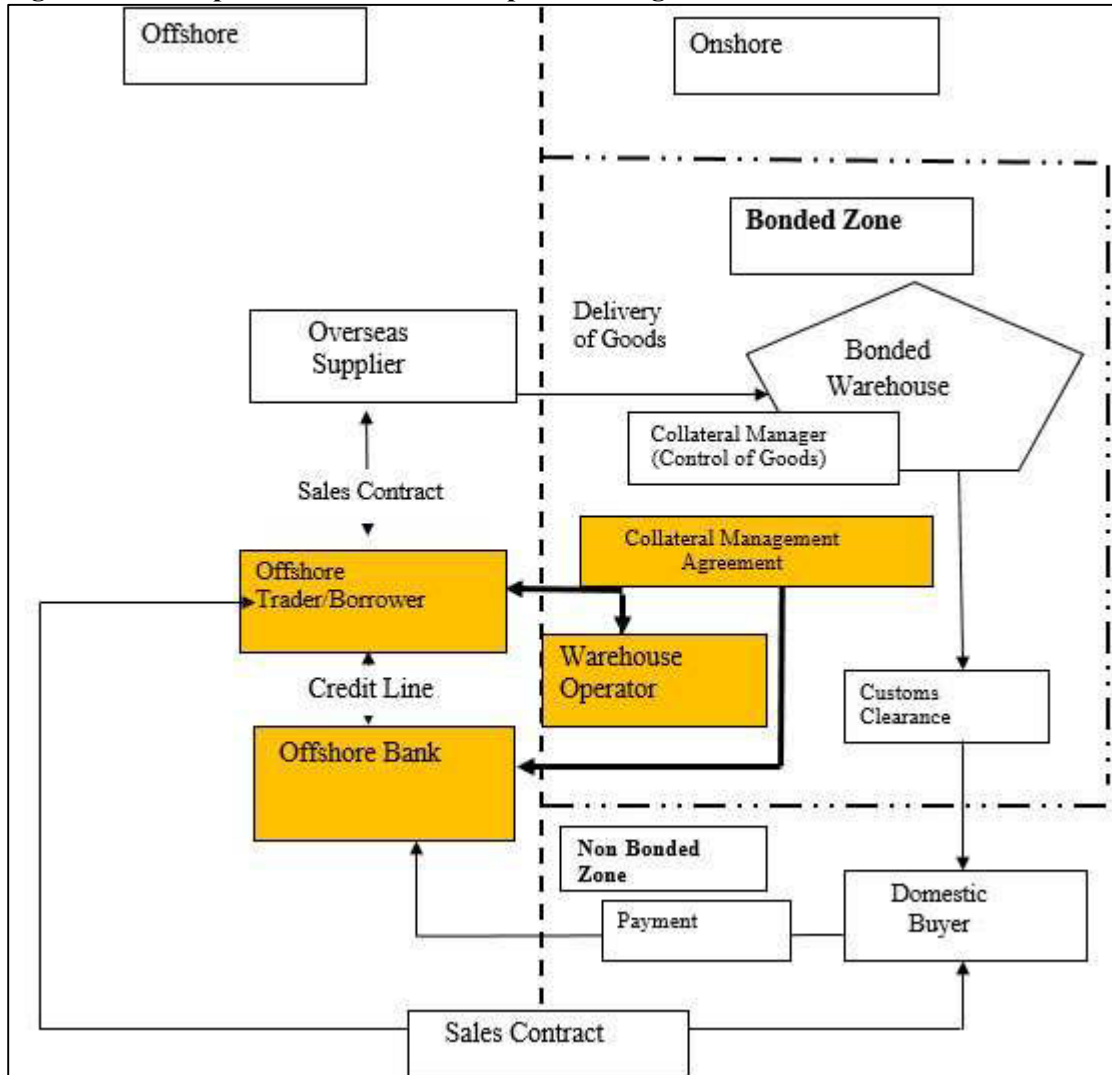 Offshore
Onshore
Bonded Zone
Delivery
of Goods
Overseas
Supplier
Bonded
Warehouse
Collateral Manager
(Control of Goods)
Sales Contract
Collateral Management
Agreement
Offshore
Trader/Borrower
Warehouse
Operator
Credit Line
Customs
Clearance
Offshore Bank
Non Bonded
Zone
Domestic
Buyer
Payment
Sales Contract